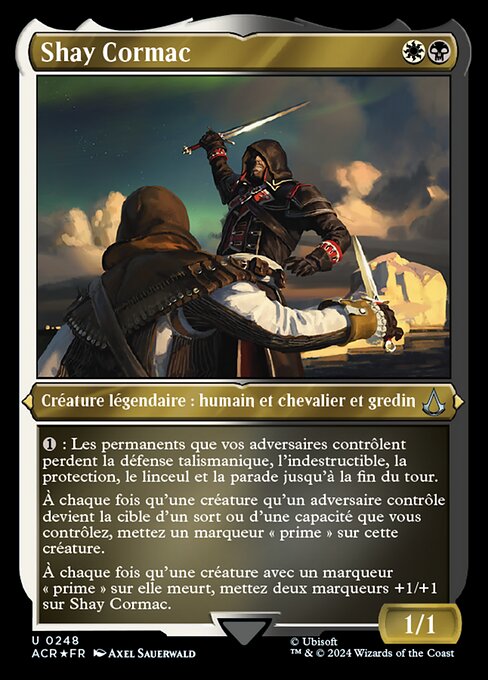 Shay Cormac
Créature légendaire : humain et chevalier et gredin
1 : Les permanents que vos adversaires contrôlent
perdent la défense talismanique, l'indestructible, la
protection, le linceul et la parade jusqu'à la fin du tour.
À chaque fois qu'une créature qu'un adversaire contrôle
devient la cible d'un sort ou d'une capacité que vous
contrôlez, mettez un marqueur « prime » sur cette
créature.
À chaque fois qu'une créature avec un marqueur
« prime » sur elle meurt, mettez deux marqueurs +1/+1
sur Shay Cormac.
1/1
U 0248
ACR★FR Axel Sauerwald
© Ubisoft
™ & © 2024 Wizards of the Coast